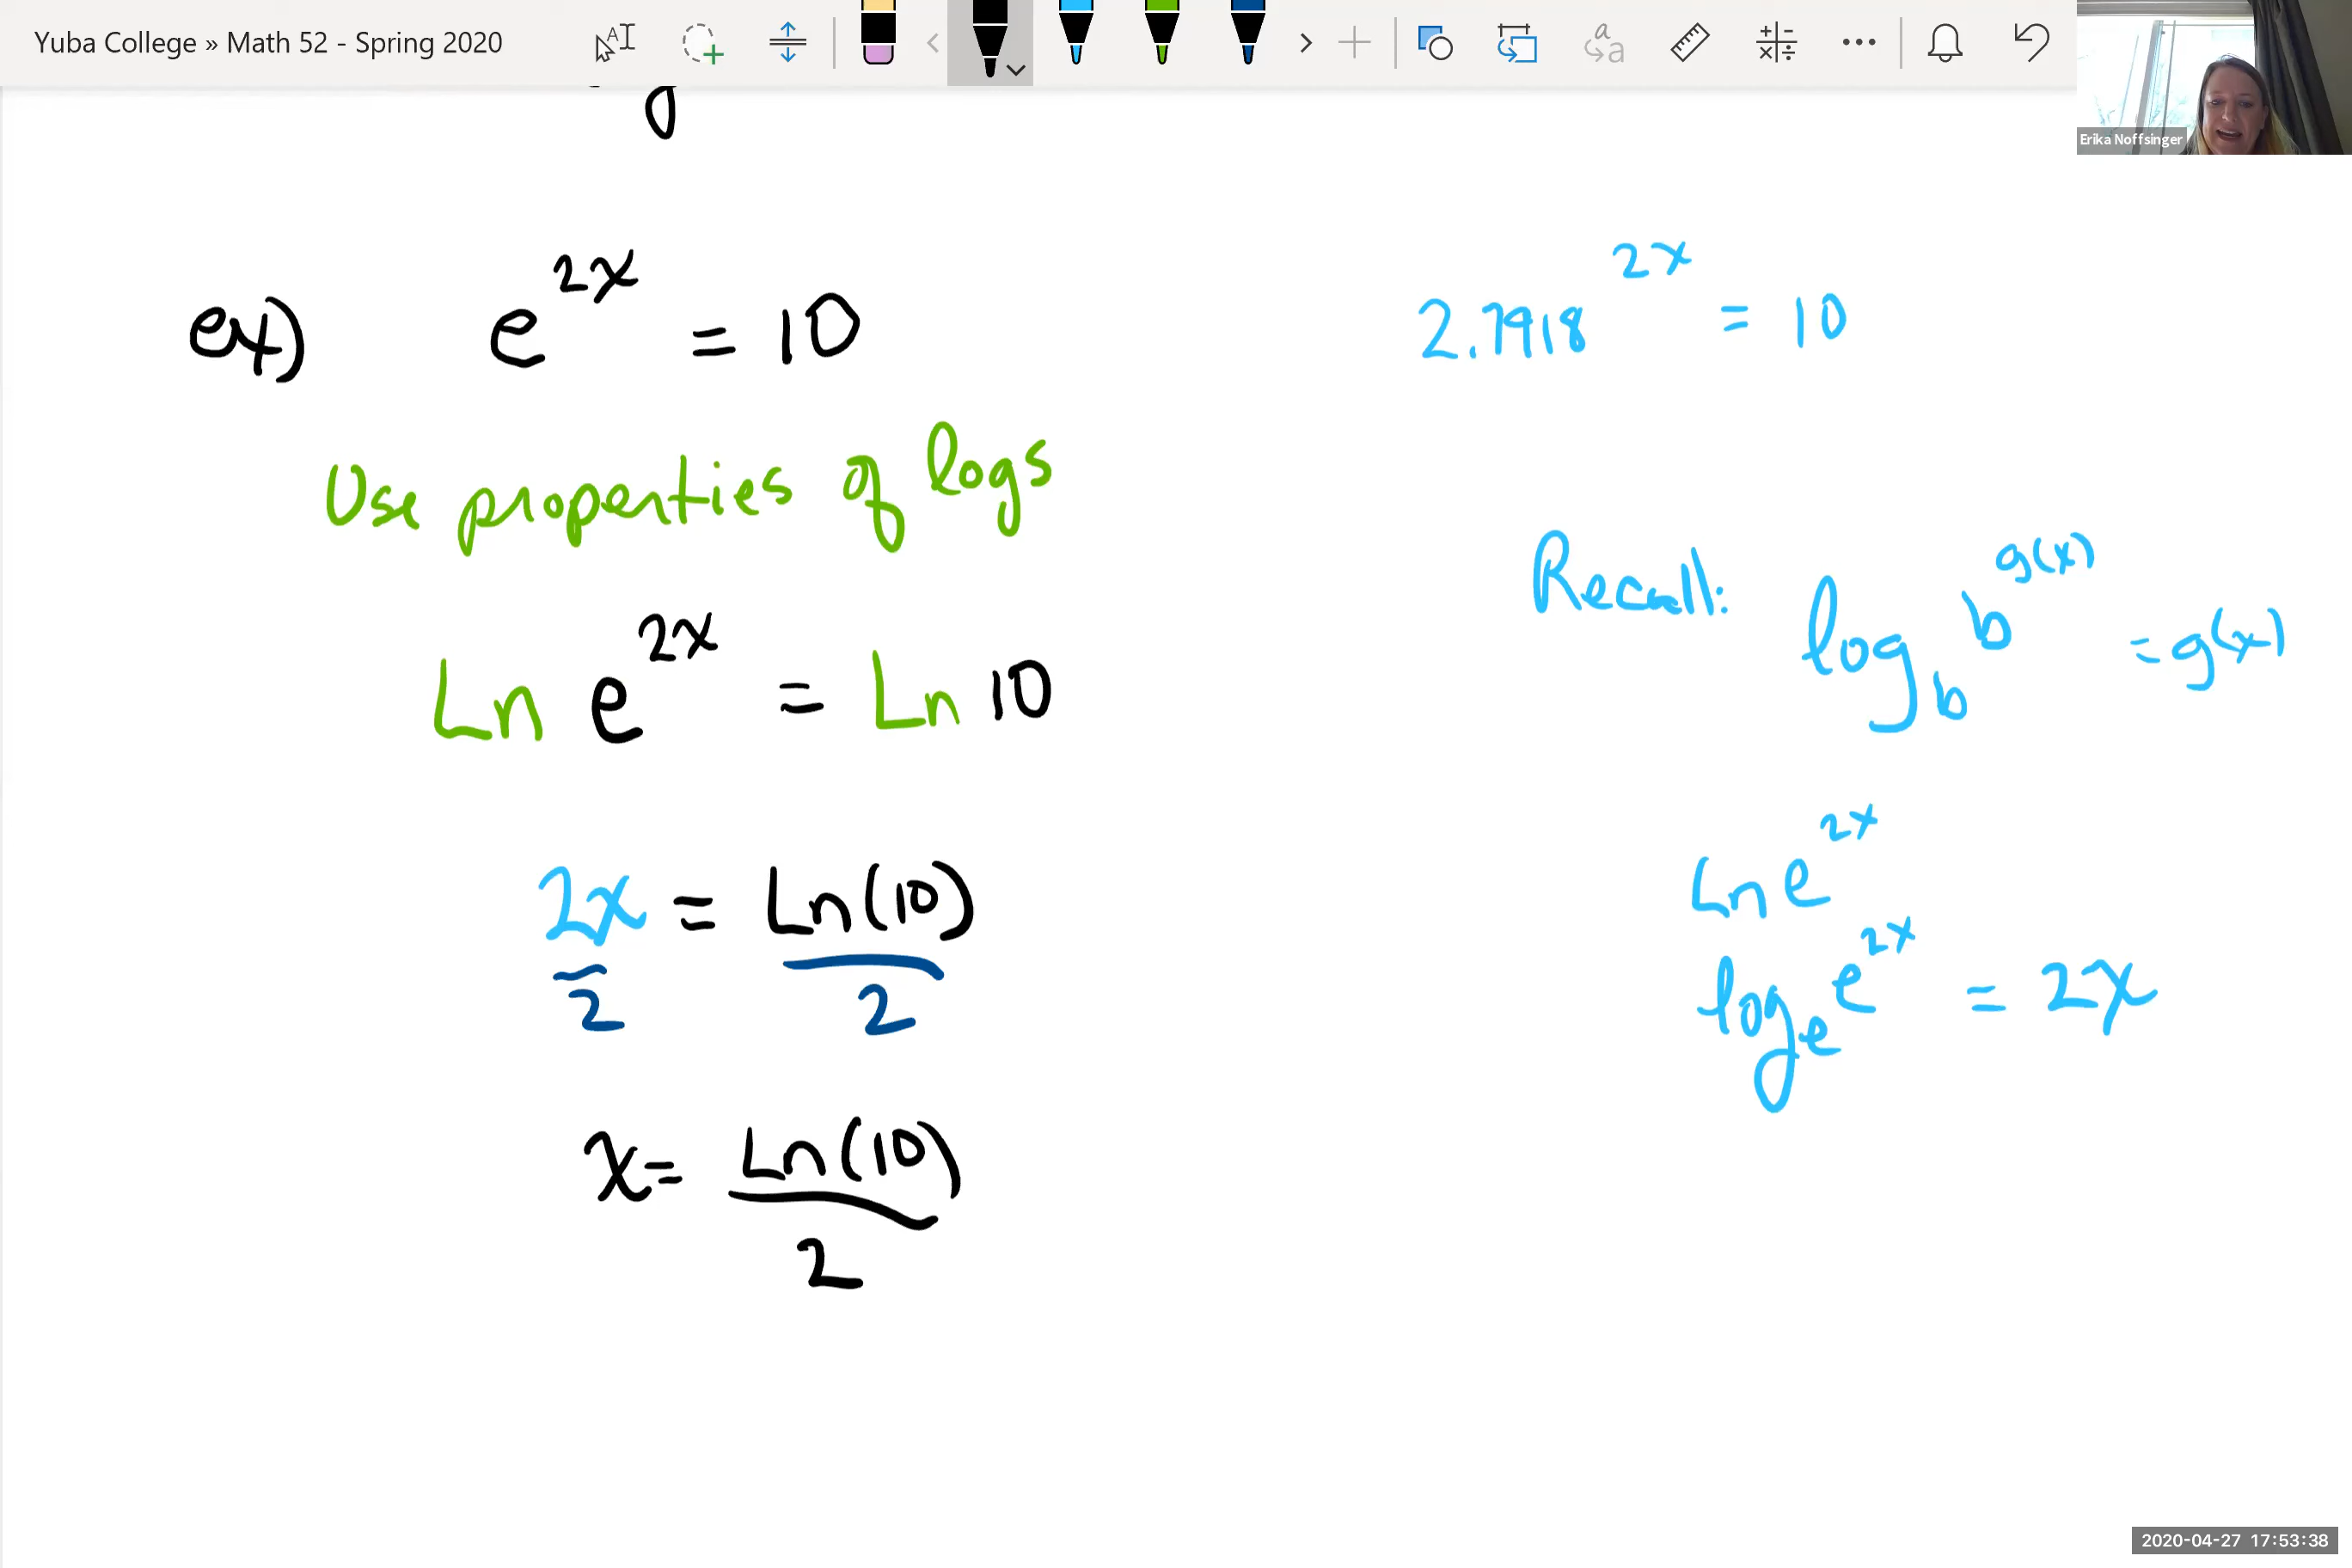 Yuba College » Math 52 - Spring 2020
Erika Noffsinger
ex) e^{2x} = 10
2.7918^{2x} = 10
Use properties of logs
Recall: log_b b^{g(x)} = g(x)
Ln e^{2x} = Ln 10
Ln e^{2x}
2x/2 = Ln(10)/2
log_e e^{2x} = 2x
x = Ln(10)/2
2020-04-27 17:53:38